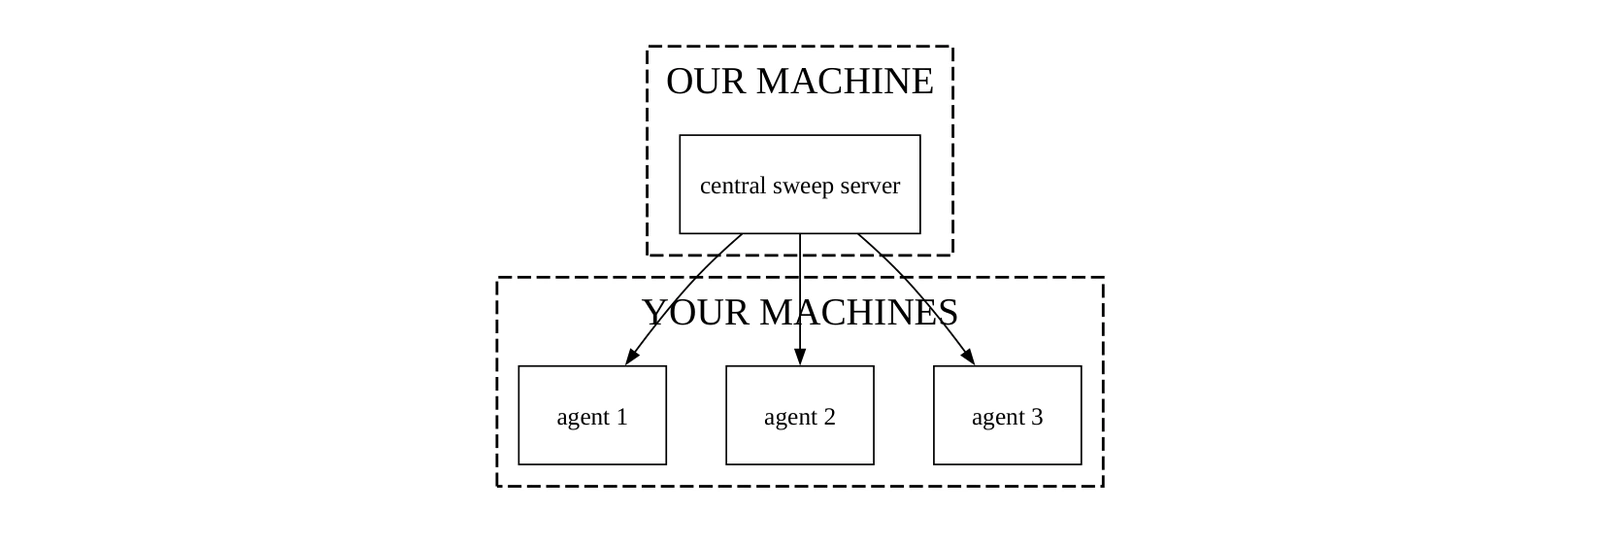 OUR MACHINE
central sweep server
YOUR MACHINES
agent 1
agent 2
agent 3